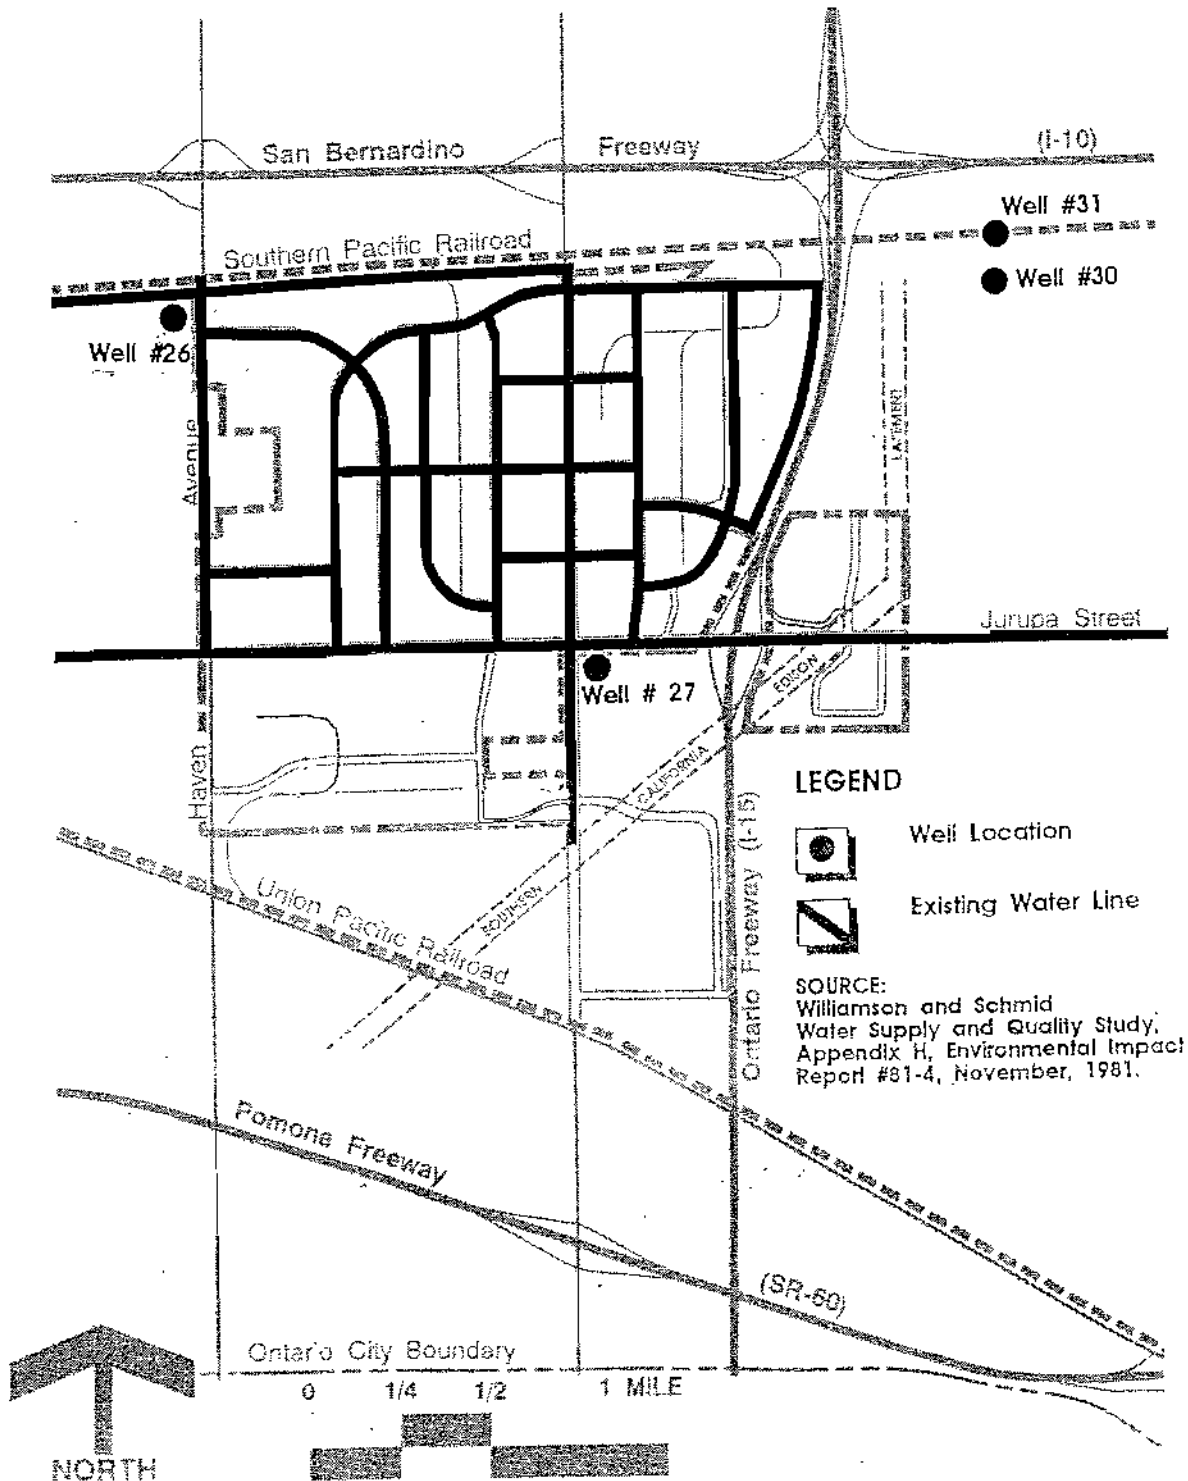 San Bernardino Freeway (I-10)
Well #31
Southern Pacific Railroad
Well #30
Well #26
Avenue
EASEMENT
Jurupa Street
EDISON
Well # 27
CALIFORNIA
Haven
LEGEND
Well Location
Ontario Freeway (I-15)
Union Pacific Railroad
SOUTHERN
Existing Water Line
SOURCE:
Williamson and Schmid
Water Supply and Quality Study,
Appendix H, Environmental Impact
Report #81-4, November, 1981.
Pomona Freeway
(SR-60)
Ontario City Boundary
0 1/4 1/2 1 MILE
NORTH